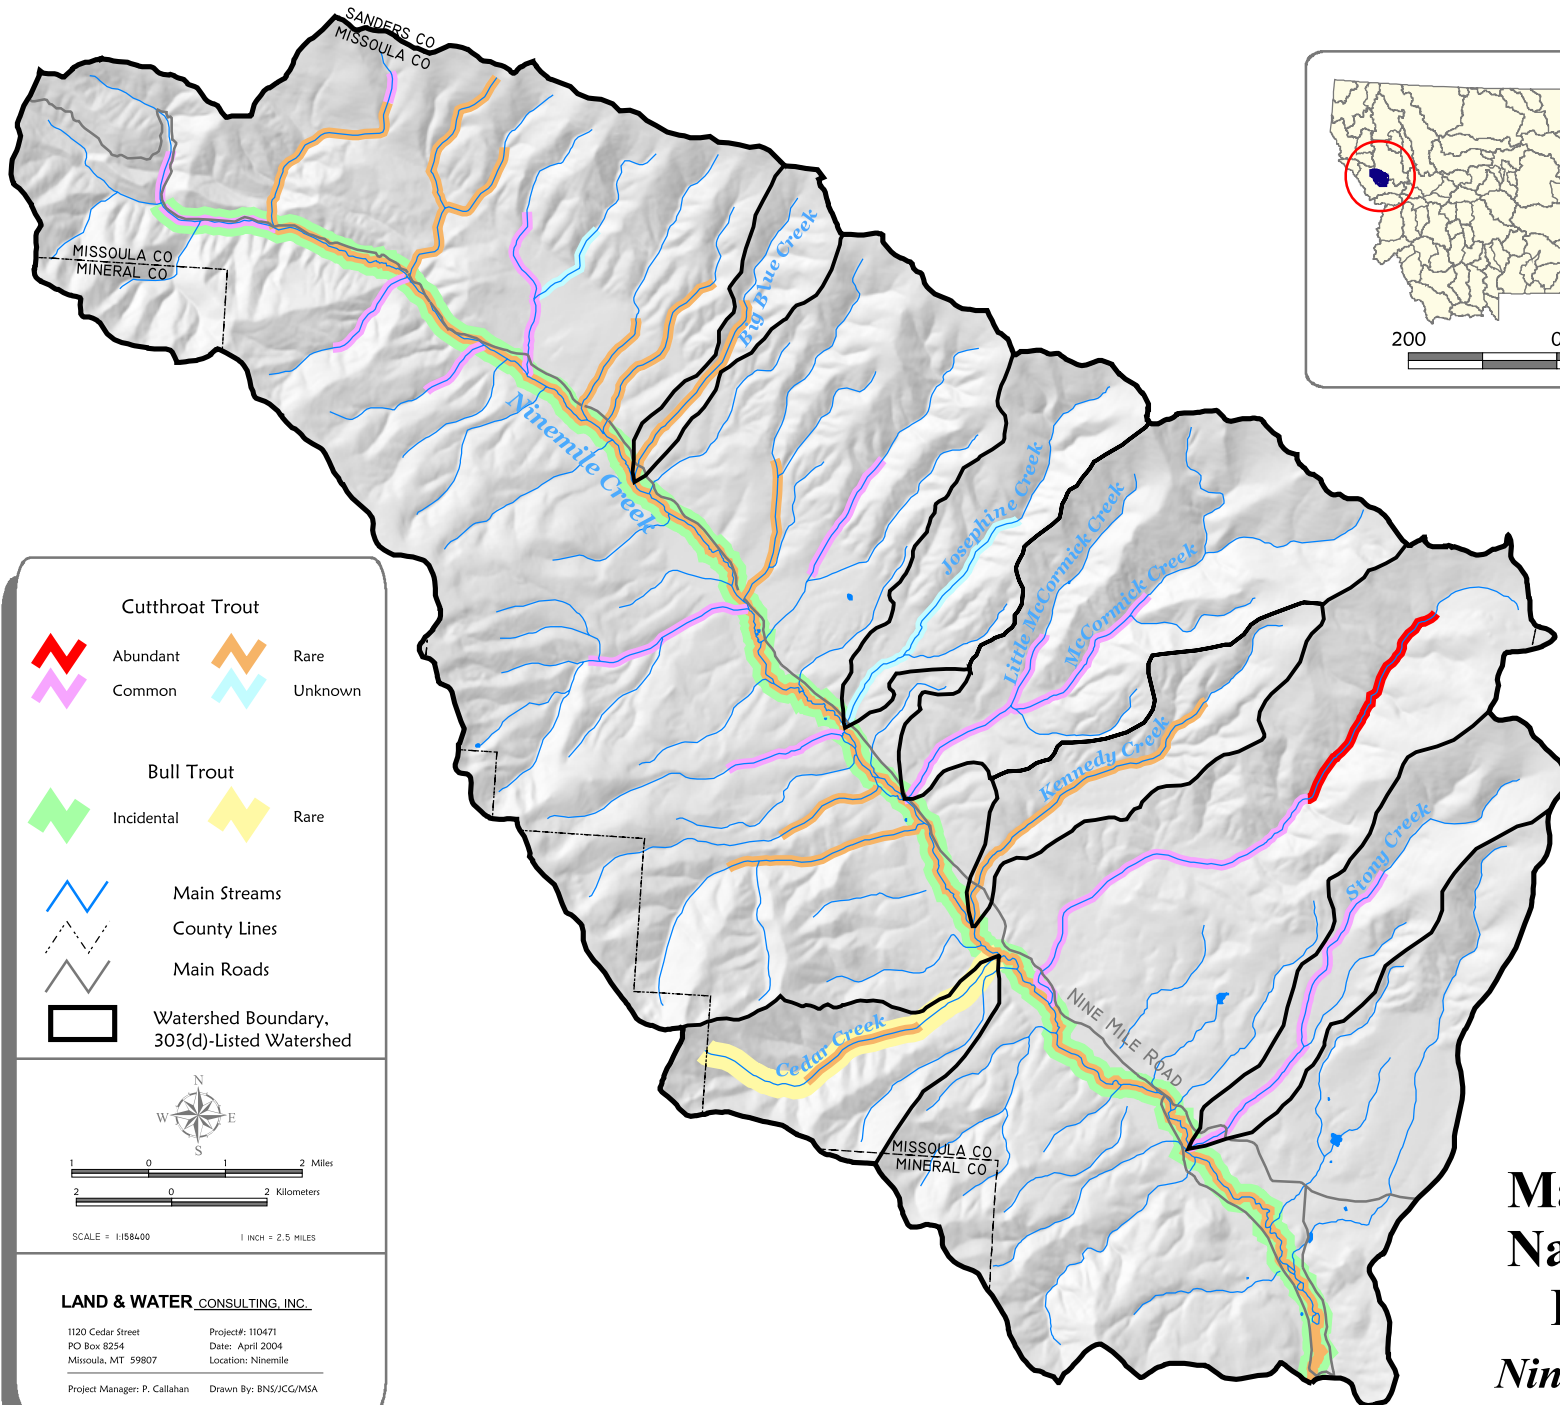 SANDERS CO
MISSOULA CO
MISSOULA CO
MINERAL CO
Big Blue Creek
Ninemile Creek
Josephine Creek
Little McCormick Creek
McCormick Creek
Kennedy Creek
Stony Creek
Cedar Creek
NINE MILE ROAD
MISSOULA CO
MINERAL CO
200 0
Cutthroat Trout
Abundant Rare
Common Unknown
Bull Trout
Incidental Rare
Main Streams
County Lines
Main Roads
Watershed Boundary,
303(d)-Listed Watershed
N
W E
S
1 0 1 2 Miles
2 0 2 Kilometers
SCALE = 1:158400 1 INCH = 2.5 MILES
LAND & WATER CONSULTING, INC.
1120 Cedar Street Project#: 110471
PO Box 8254 Date: April 2004
Missoula, MT 59807 Location: Ninemile
Project Manager: P. Callahan Drawn By: BNS/JCG/MSA